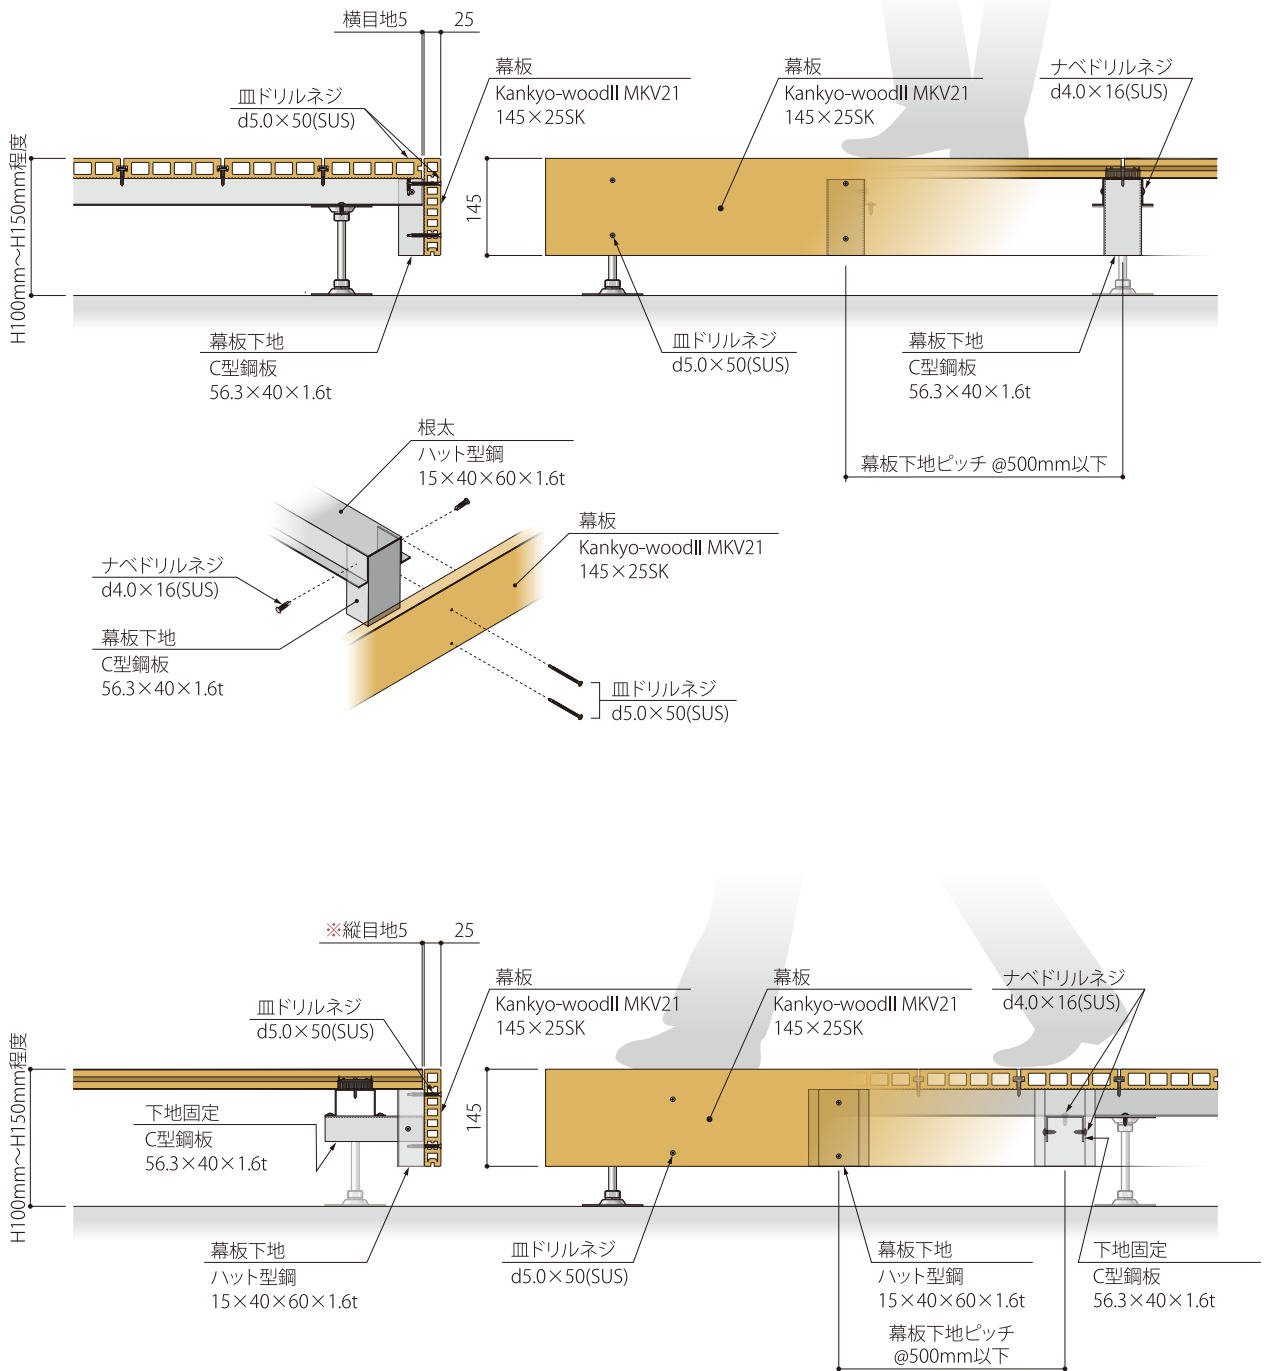 横目地5
25
幕板
Kankyo-woodⅡ MKV21
145×25SK
幕板
Kankyo-woodⅡ MKV21
145×25SK
ナベドリルネジ
d4.0×16(SUS)
皿ドリルネジ
d5.0×50(SUS)
H100mm〜H150mm程度
145
幕板下地
C型鋼板
56.3×40×1.6t
皿ドリルネジ
d5.0×50(SUS)
幕板下地
C型鋼板
56.3×40×1.6t
幕板下地ピッチ @500mm以下
根太
ハット型鋼
15×40×60×1.6t
幕板
Kankyo-woodⅡ MKV21
145×25SK
ナベドリルネジ
d4.0×16(SUS)
幕板下地
C型鋼板
56.3×40×1.6t
皿ドリルネジ
d5.0×50(SUS)
※縦目地5
25
幕板
Kankyo-woodⅡ MKV21
145×25SK
幕板
Kankyo-woodⅡ MKV21
145×25SK
ナベドリルネジ
d4.0×16(SUS)
皿ドリルネジ
d5.0×50(SUS)
H100mm〜H150mm程度
145
下地固定
C型鋼板
56.3×40×1.6t
幕板下地
ハット型鋼
15×40×60×1.6t
皿ドリルネジ
d5.0×50(SUS)
幕板下地
ハット型鋼
15×40×60×1.6t
下地固定
C型鋼板
56.3×40×1.6t
幕板下地ピッチ
@500mm以下